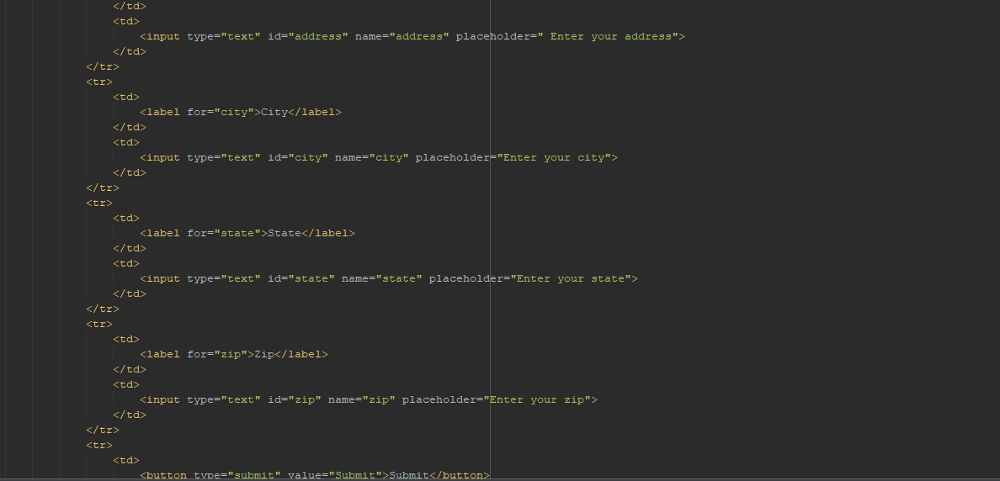 </td>
<td>
<input type="text" id="address" name="address" placeholder=" Enter your address">
</td>
</tr>
<tr>
<td>
<label for="city">City</label>
</td>
<td>
<input type="text" id="city" name="city" placeholder="Enter your city">
</td>
</tr>
<tr>
<td>
<label for="state">State</label>
</td>
<td>
<input type="text" id="state" name="state" placeholder="Enter your state">
</td>
</tr>
<tr>
<td>
<label for="zip">Zip</label>
</td>
<td>
<input type="text" id="zip" name="zip" placeholder="Enter your zip">
</td>
</tr>
<tr>
<td>
<button type="submit" value="Submit">Submit</button>